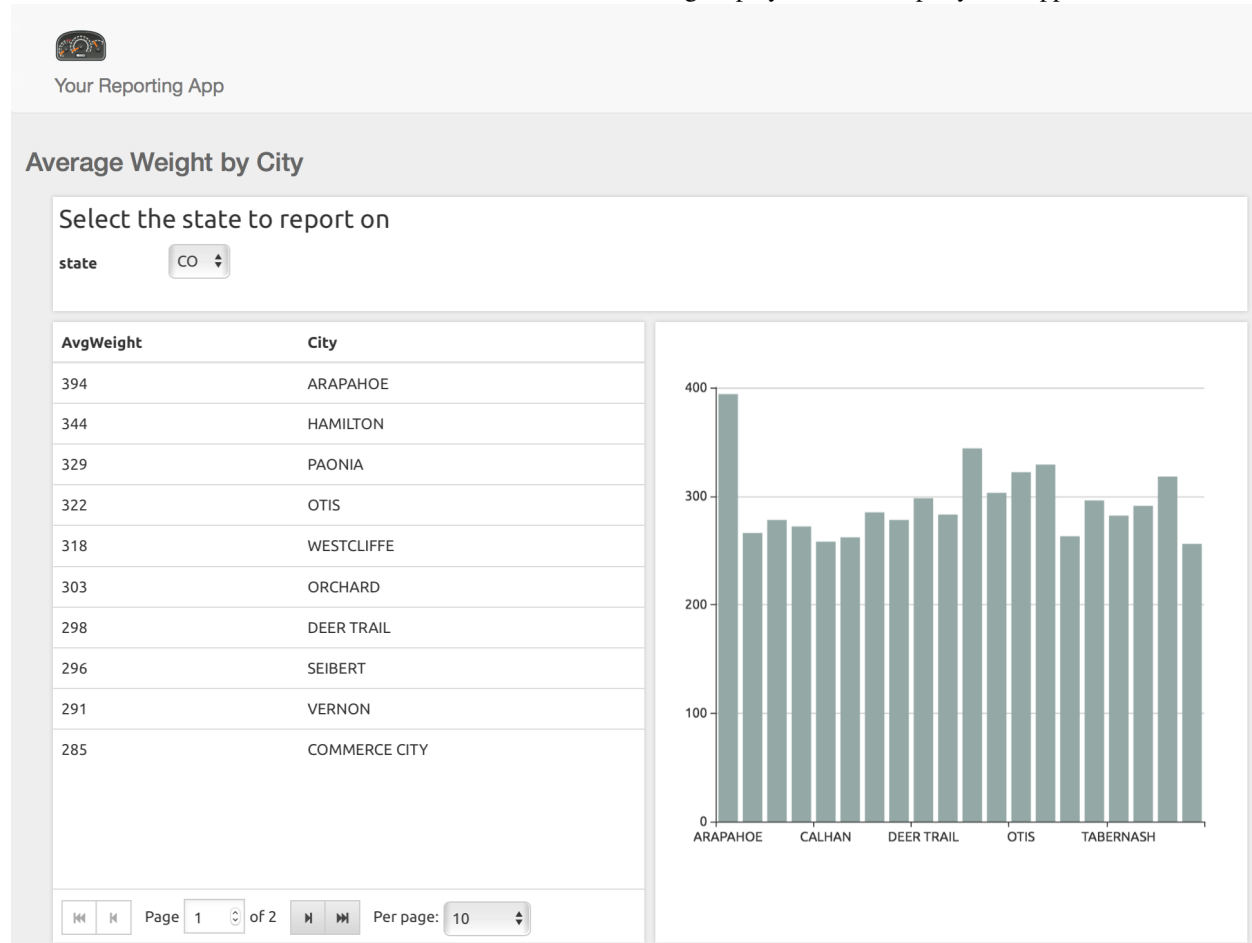 Your Reporting App
Average Weight by City
Select the state to report on
state CO
AvgWeight City
394 ARAPAHOE
344 HAMILTON
329 PAONIA
322 OTIS
318 WESTCLIFFE
303 ORCHARD
298 DEER TRAIL
296 SEIBERT
291 VERNON
285 COMMERCE CITY
Page 1 of 2 Per page: 10
400
300
200
100
0
ARAPAHOE CALHAN DEER TRAIL OTIS TABERNASH